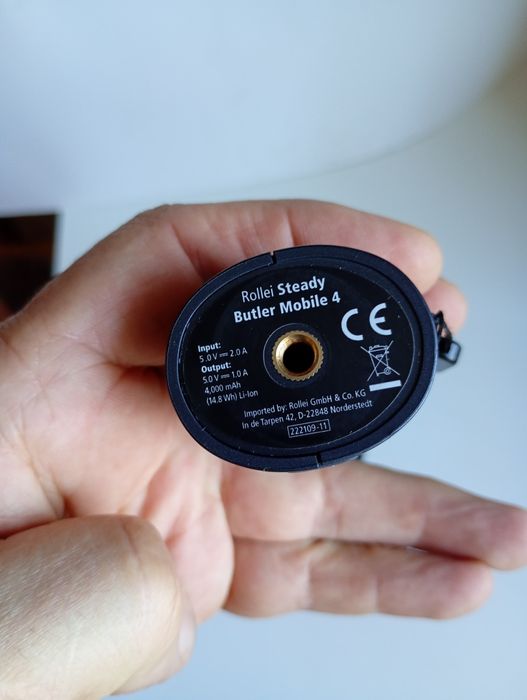 Rollei Steady
Butler Mobile 4
CE
Input:
5.0 V ⎓ 2.0 A
Output:
5.0 V ⎓ 1.0 A
4,000 mAh
(14.8 Wh) Li-Ion
Imported by: Rollei GmbH & Co. KG
In de Tarpen 42, D-22848 Norderstedt
222109-11